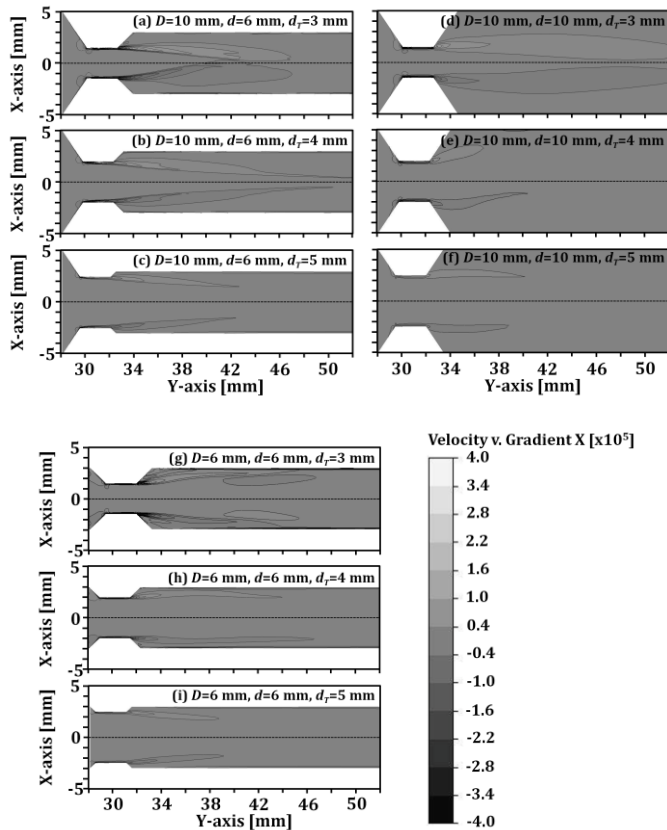 (a) D=10 mm, d=6 mm, dT=3 mm
(d) D=10 mm, d=10 mm, dT=3 mm
X-axis [mm]
5
0
-5
(b) D=10 mm, d=6 mm, dT=4 mm
(e) D=10 mm, d=10 mm, dT=4 mm
X-axis [mm]
5
0
-5
(c) D=10 mm, d=6 mm, dT=5 mm
(f) D=10 mm, d=10 mm, dT=5 mm
X-axis [mm]
5
0
-5
30 34 38 42 46 50
30 34 38 42 46 50
Y-axis [mm]
Y-axis [mm]
(g) D=6 mm, d=6 mm, dT=3 mm
X-axis [mm]
5
0
-5
(h) D=6 mm, d=6 mm, dT=4 mm
X-axis [mm]
5
0
-5
(i) D=6 mm, d=6 mm, dT=5 mm
X-axis [mm]
5
0
-5
28 32 36 40 44 48 52
Y-axis [mm]
Velocity v. Gradient X [x10⁵]
4.0
3.4
2.8
2.2
1.6
1.0
0.4
-0.4
-1.0
-1.6
-2.2
-2.8
-3.4
-4.0